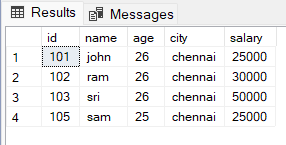 Results Messages
id name age city salary
1 101 john 26 chennai 25000
2 102 ram 26 chennai 30000
3 103 sri 26 chennai 50000
4 105 sam 25 chennai 25000